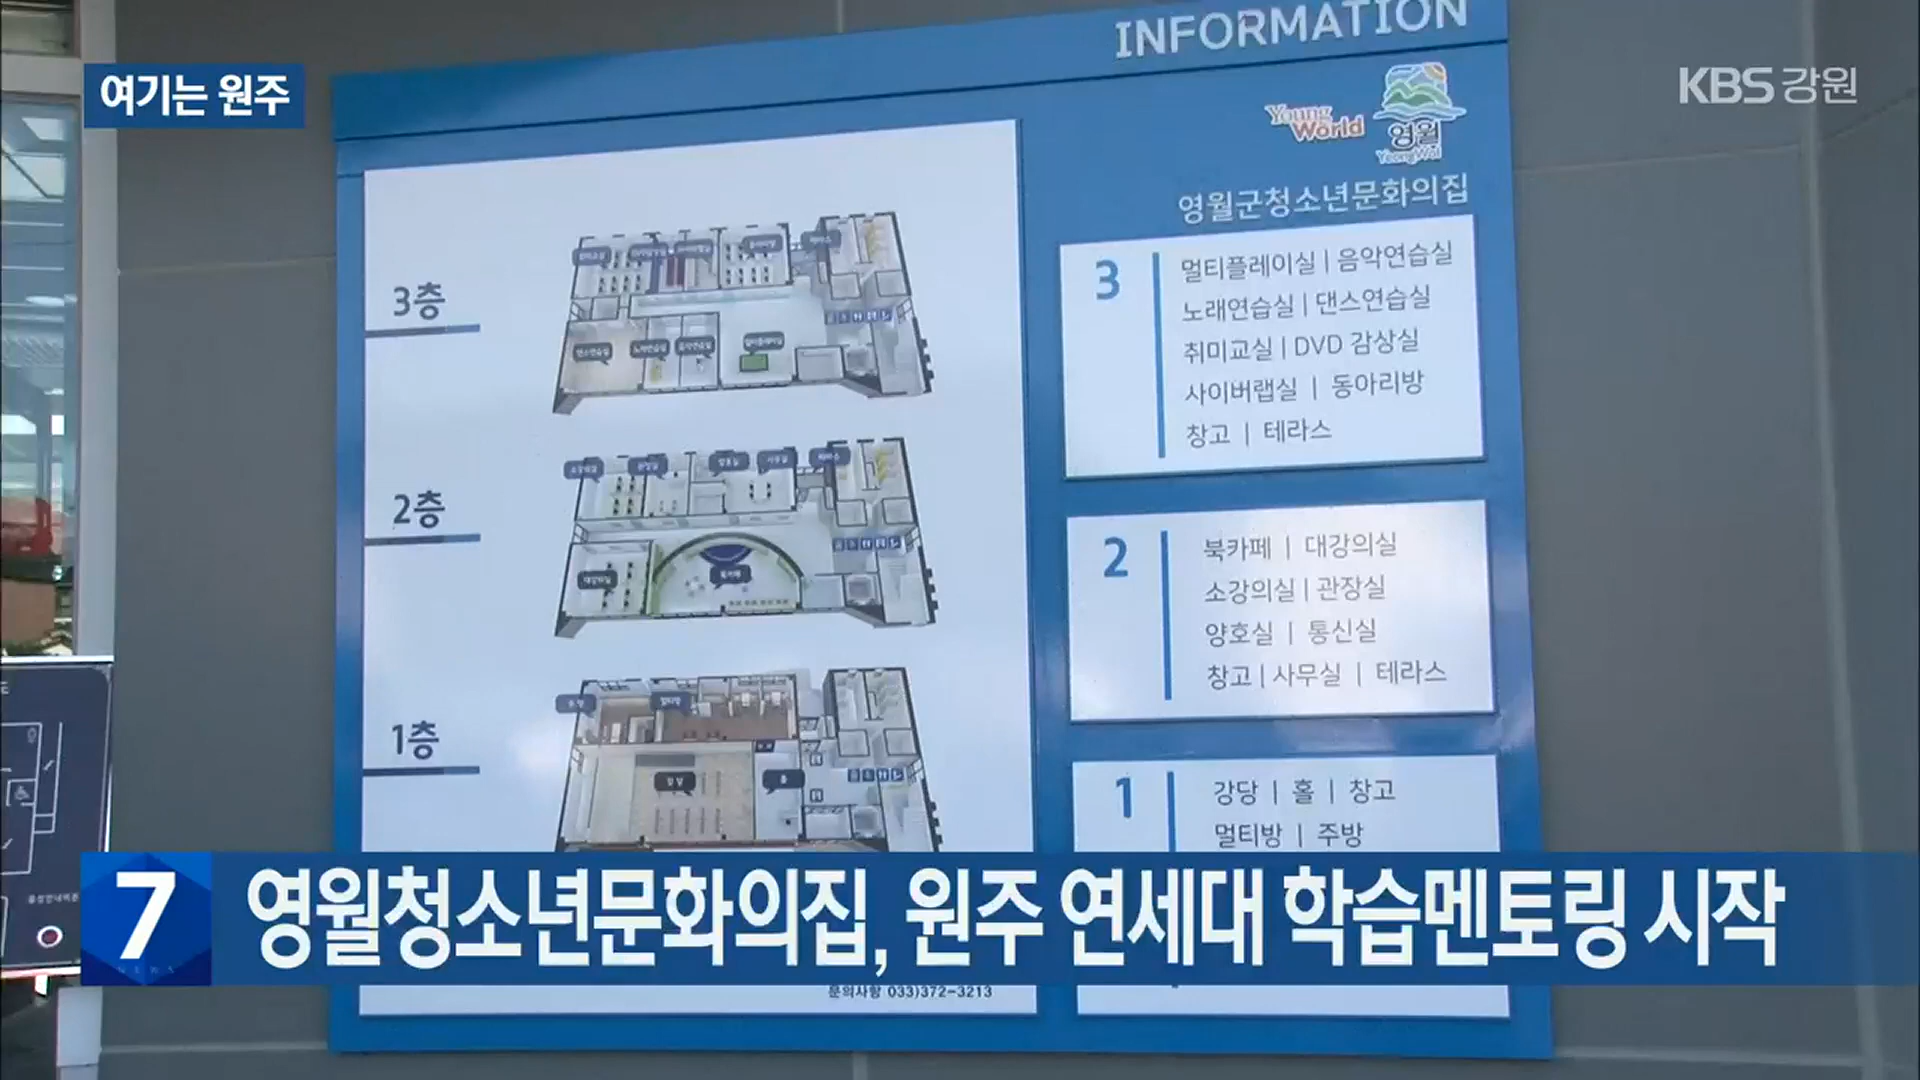 여기는 원주
KBS 강원
INFORMATION
Young World
영월
YeongWol
영월군청소년문화의집
3층
3
멀티플레이실 | 음악연습실
노래연습실 | 댄스연습실
취미교실 | DVD 감상실
사이버랩실 | 동아리방
창고 | 테라스
2층
2
북카페 | 대강의실
소강의실 | 관장실
양호실 | 통신실
창고 | 사무실 | 테라스
1층
1
강당 | 홀 | 창고
멀티방 | 주방
7
NEWS
영월청소년문화의집, 원주 연세대 학습멘토링 시작
문의사항 033)372-3213